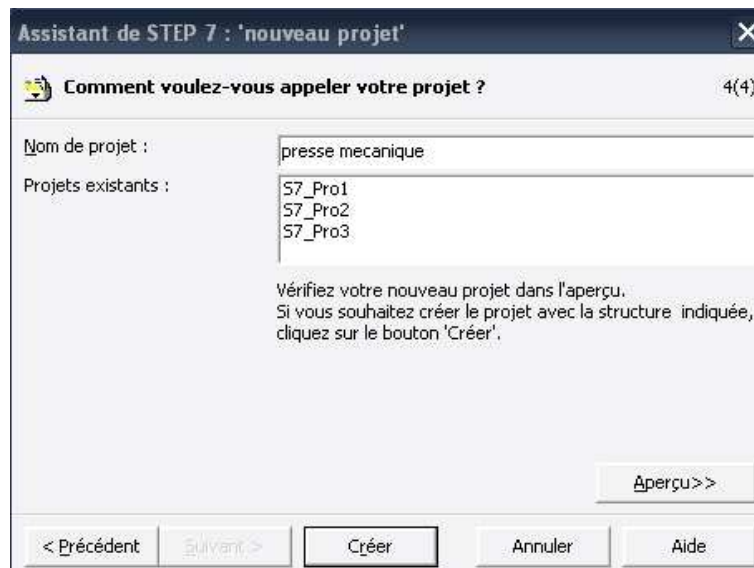 Assistant de STEP 7 : 'nouveau projet'
Comment voulez-vous appeler votre projet ? 4(4)
Nom de projet : presse mecanique
Projets existants : S7_Pro1
S7_Pro2
S7_Pro3
Vérifiez votre nouveau projet dans l'aperçu.
Si vous souhaitez créer le projet avec la structure indiquée,
cliquez sur le bouton 'Créer'.
Aperçu>>
< Précédent Suivant > Créer Annuler Aide